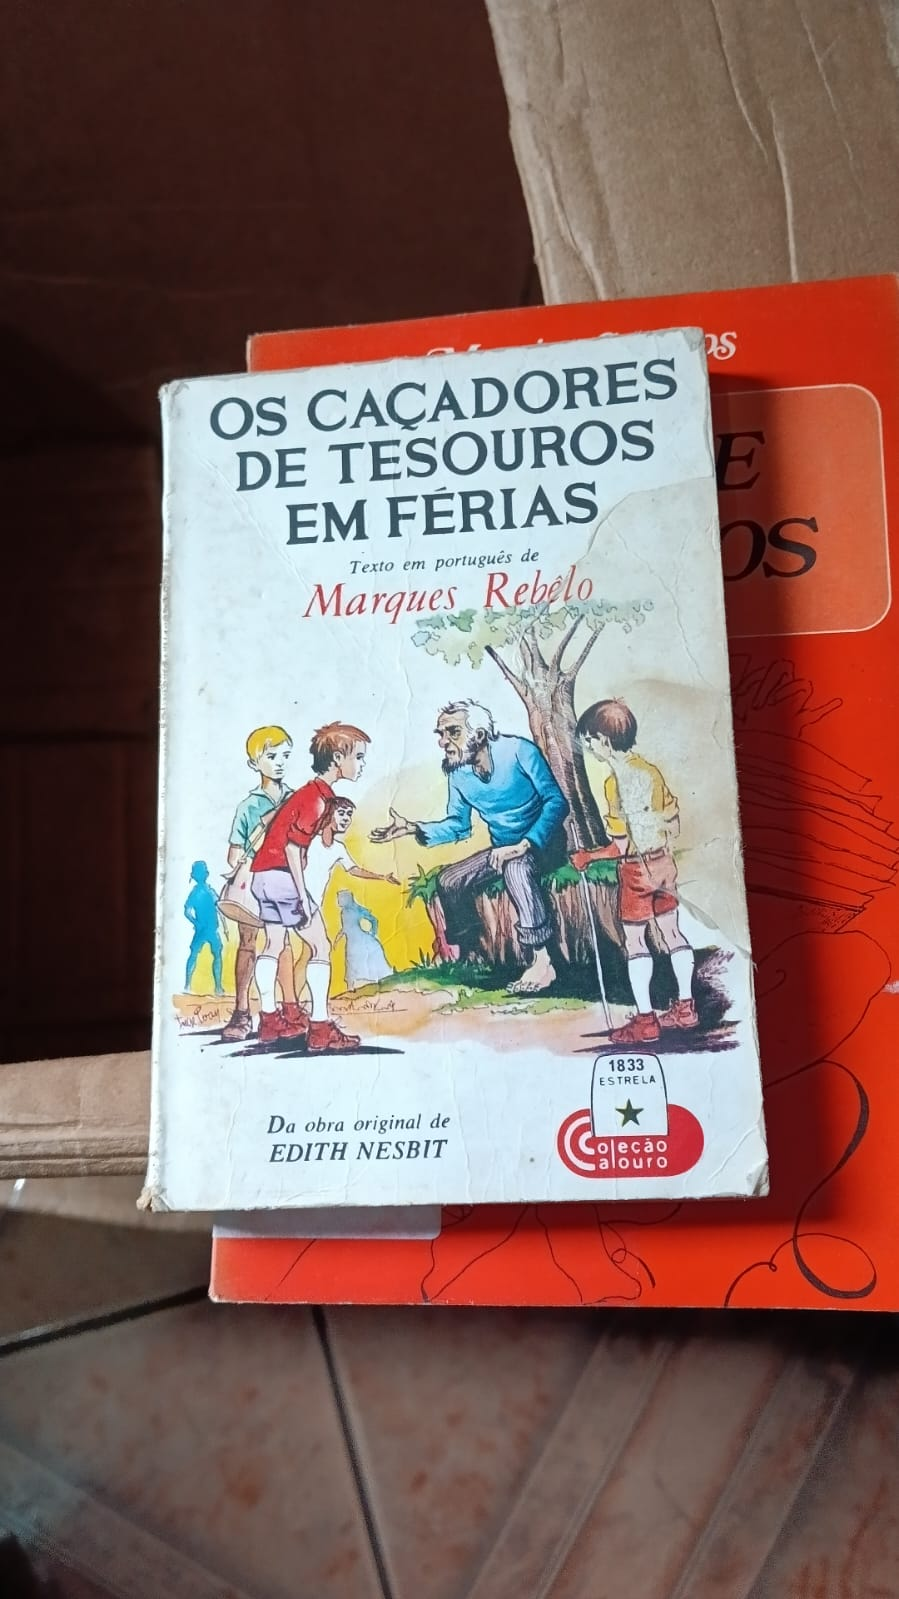 OS CAÇADORES
DE TESOUROS
EM FÉRIAS
Texto em português de
Marques Rebêlo
1833
ESTRELA
Coleção
Calouro
Da obra original de
EDITH NESBIT
E
OS